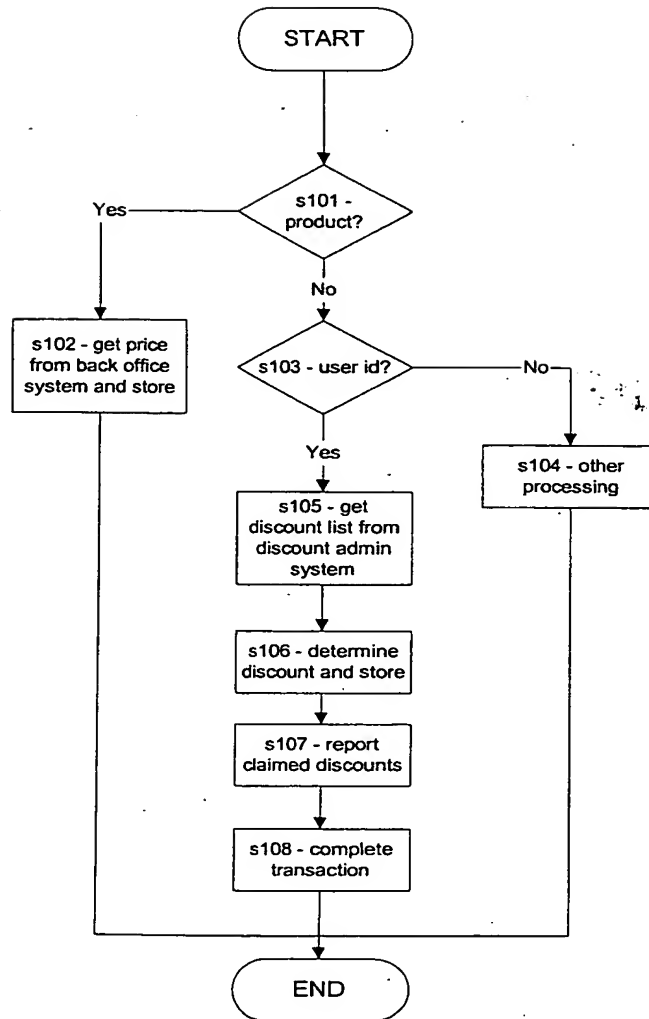 START
s101 -
product?
Yes
No
s102 - get price
from back office
system and store
s103 - user id?
No
Yes
s104 - other
processing
s105 - get
discount list from
discount admin
system
s106 - determine
discount and store
s107 - report
claimed discounts
s108 - complete
transaction
END